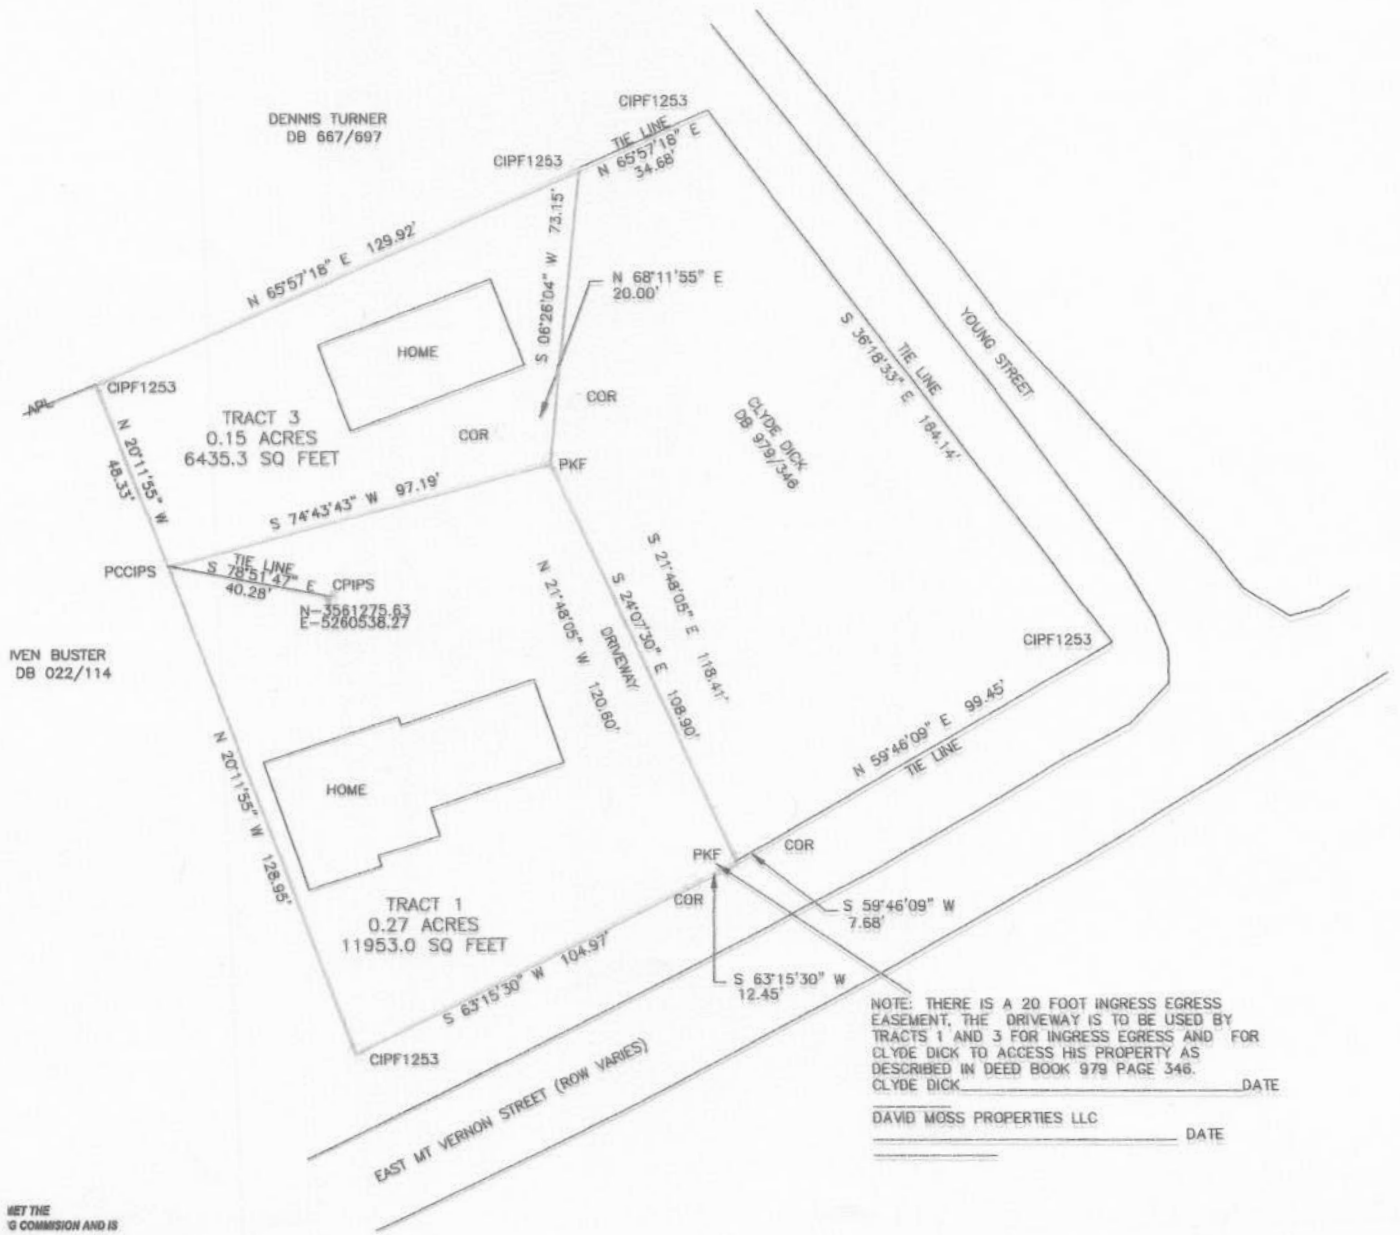 CIPF1253
DENNIS TURNER
DB 667/697
TIE LINE
N 65°57'18" E
34.68'
CIPF1253
N 65°57'18" E 129.92'
S 06°26'04" W 73.15'
N 68°11'55" E
20.00'
HOME
YOUNG STREET
TIE LINE
S 36°18'33" E 164.14'
APL
CIPF1253
COR
CLYDE DICK
DB 979/346
TRACT 3
0.15 ACRES
6435.3 SQ FEET
COR
N 20°11'55" W
48.33'
PKF
S 74°43'43" W 97.19'
PCCIPS
TIE LINE
S 78°51'47" E
40.28'
CPIPS
N-3561275.63
E-5260538.27
S 21°48'05" E 118.41'
S 24°07'30" E 108.90'
DRIVEWAY
N 21°48'05" W 120.60'
CIPF1253
IVEN BUSTER
DB 022/114
N 59°46'09" E 99.45'
TIE LINE
N 20°11'55" W 128.95'
HOME
PKF
COR
COR
TRACT 1
0.27 ACRES
11953.0 SQ FEET
S 59°46'09" W
7.68'
S 63°15'30" W 104.97'
S 63°15'30" W
12.45'
CIPF1253
EAST MT VERNON STREET (ROW VARIES)
NOTE: THERE IS A 20 FOOT INGRESS EGRESS
EASEMENT, THE DRIVEWAY IS TO BE USED BY
TRACTS 1 AND 3 FOR INGRESS EGRESS AND FOR
CLYDE DICK TO ACCESS HIS PROPERTY AS
DESCRIBED IN DEED BOOK 979 PAGE 346.
CLYDE DICK DATE
DAVID MOSS PROPERTIES LLC
DATE
MET THE
G COMMISION AND IS